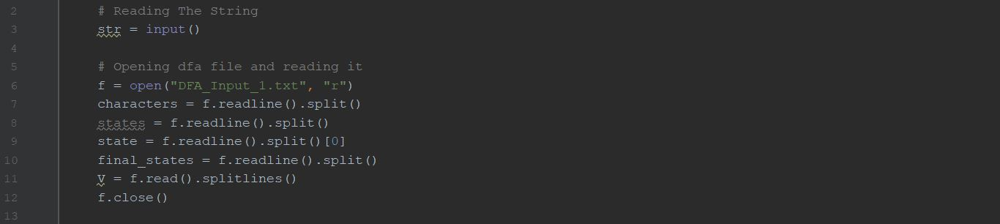 2 # Reading The String
3 str = input()
4
5 # Opening dfa file and reading it
6 f = open("DFA_Input_1.txt", "r")
7 characters = f.readline().split()
8 states = f.readline().split()
9 state = f.readline().split()[0]
10 final_states = f.readline().split()
11 V = f.read().splitlines()
12 f.close()
13